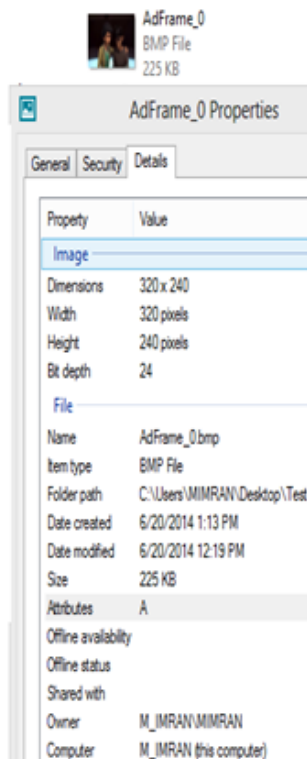 AdFrame_0
BMP File
225 KB
AdFrame_0 Properties
General Security Details
Property Value
Image
Dimensions 320 x 240
Width 320 pixels
Height 240 pixels
Bit depth 24
File
Name AdFrame_0.bmp
Item type BMP File
Folder path C:\Users\MIMRAN\Desktop\Test
Date created 6/20/2014 1:13 PM
Date modified 6/20/2014 12:19 PM
Size 225 KB
Attributes A
Offline availability
Offline status
Shared with
Owner M_IMRAN\MIMRAN
Computer M_IMRAN (this computer)